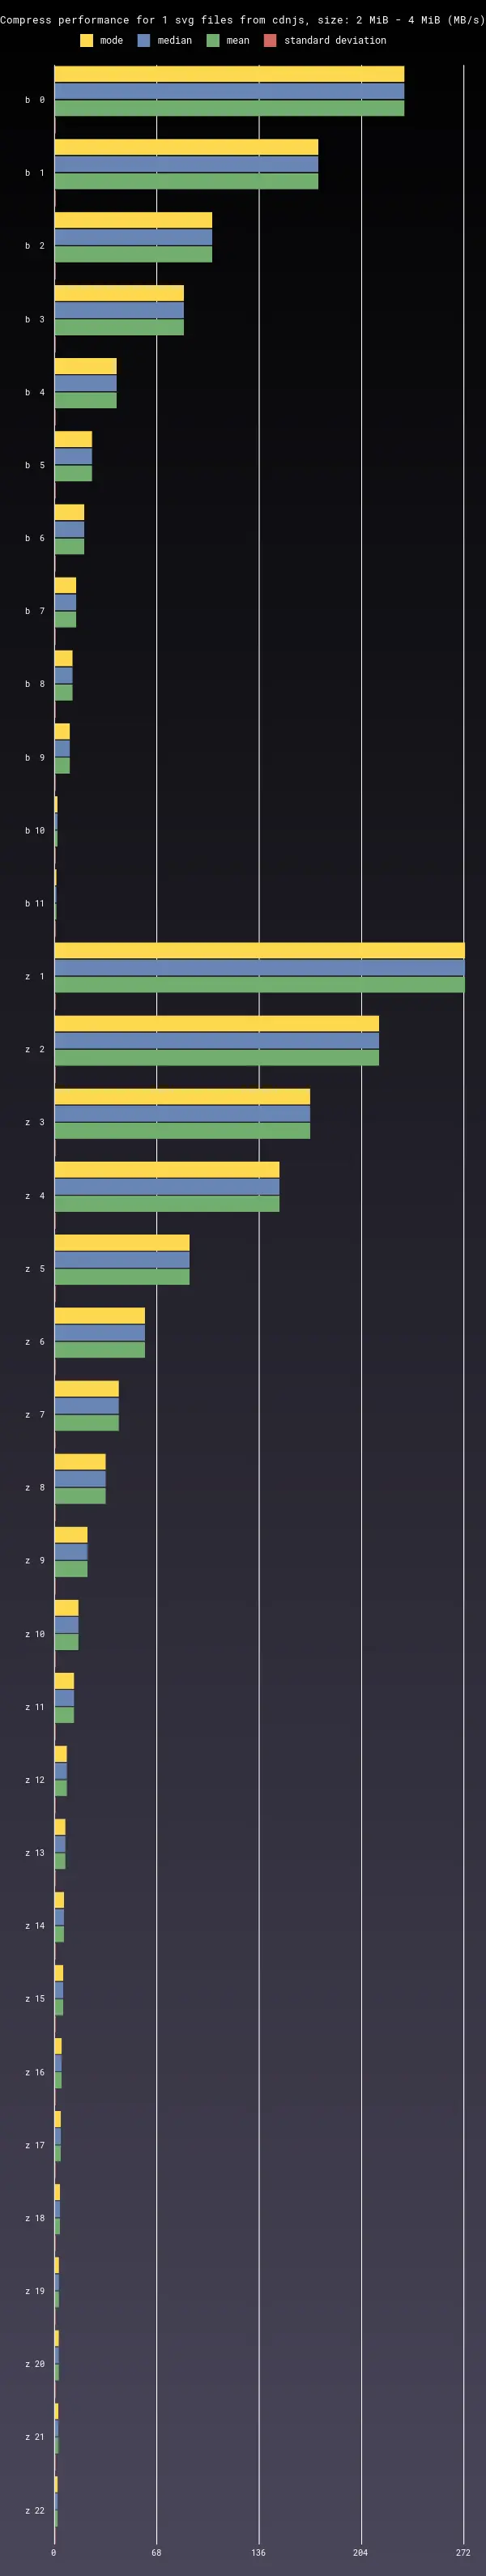 Compress performance for 1 svg files from cdnjs, size: 2 MiB - 4 MiB (MB/s)
mode median mean standard deviation
b 0
b 1
b 2
b 3
b 4
b 5
b 6
b 7
b 8
b 9
b 10
b 11
z 1
z 2
z 3
z 4
z 5
z 6
z 7
z 8
z 9
z 10
z 11
z 12
z 13
z 14
z 15
z 16
z 17
z 18
z 19
z 20
z 21
z 22
0 68 136 204 272